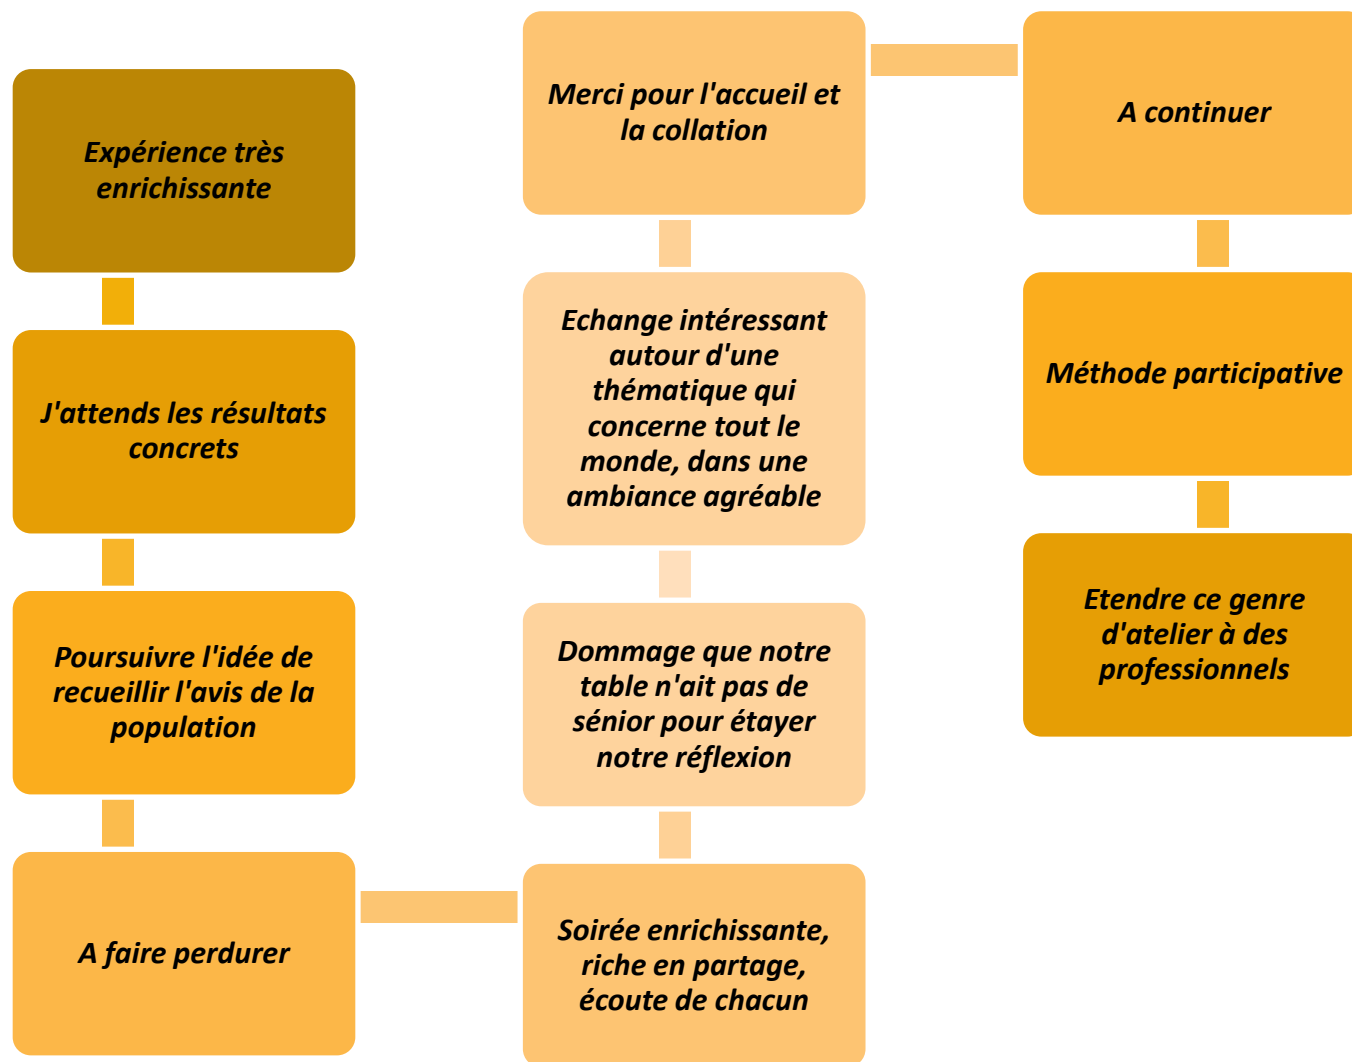 Expérience très
enrichissante
J'attends les résultats
concrets
Poursuivre l'idée de
recueillir l'avis de la
population
A faire perdurer
Soirée enrichissante,
riche en partage,
écoute de chacun
Dommage que notre
table n'ait pas de
sénior pour étayer
notre réflexion
Echange intéressant
autour d'une
thématique qui
concerne tout le
monde, dans une
ambiance agréable
Merci pour l'accueil et
la collation
A continuer
Méthode participative
Etendre ce genre
d'atelier à des
professionnels